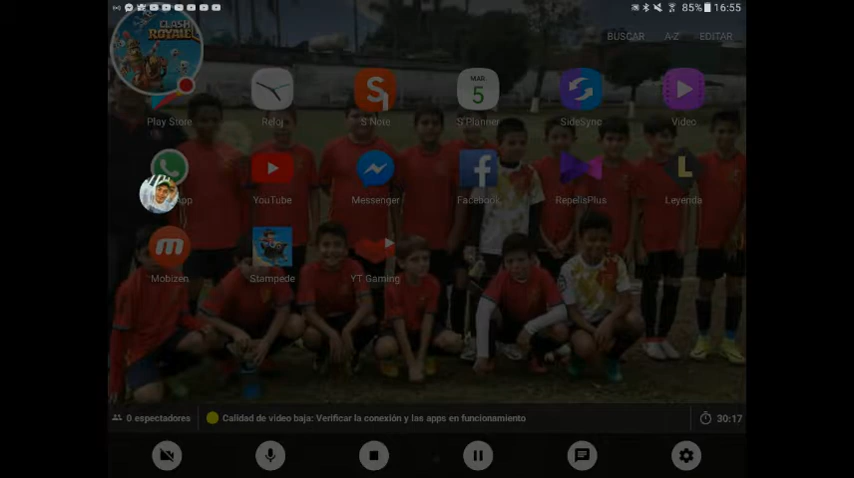 85% 16:55
CLASH
ROYALE
BUSCAR A-Z EDITAR
MAR.
5
Play Store Reloj S Note S Planner SideSync Video
L
App YouTube Messenger Facebook RepelisPlus Leyenda
Mobizen Stampede YT Gaming
0 espectadores Calidad de video baja: Verificar la conexión y las apps en funcionamiento 30:17